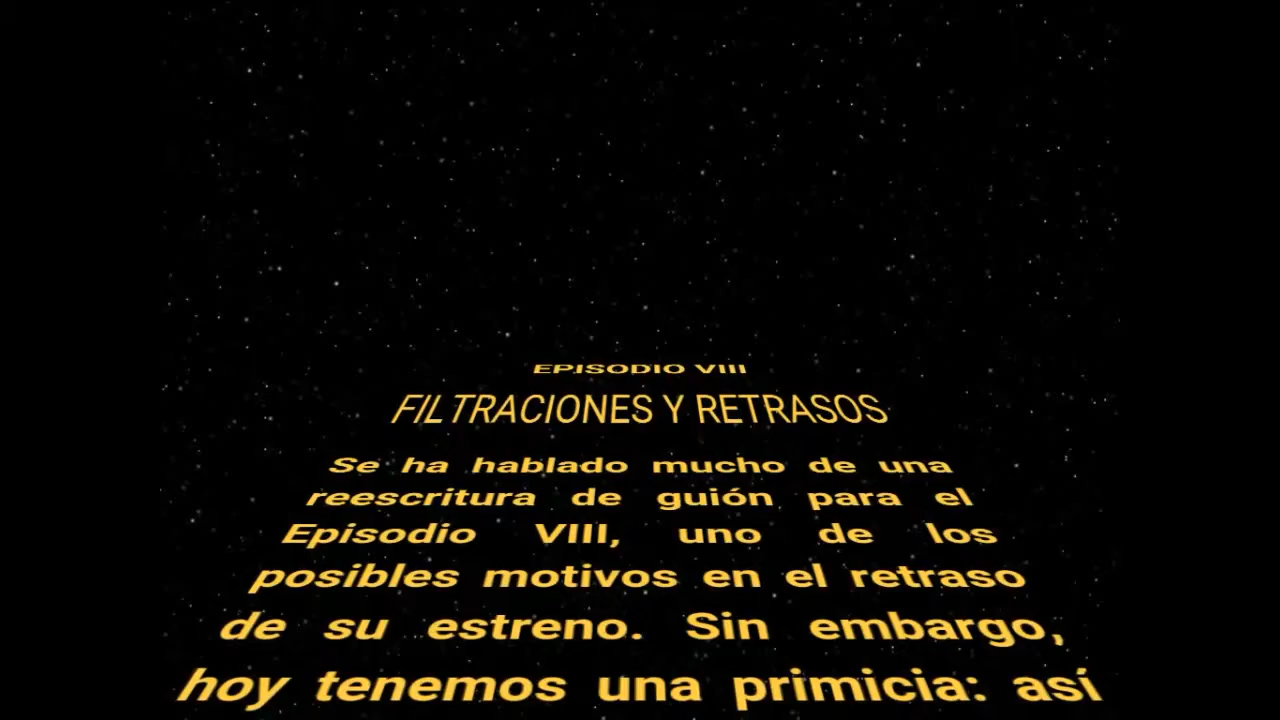 EPISODIO VIII
FILTRACIONES Y RETRASOS
Se ha hablado mucho de una
reescritura de guión para el
Episodio VIII, uno de los
posibles motivos en el retraso
de su estreno. Sin embargo,
hoy tenemos una primicia: así